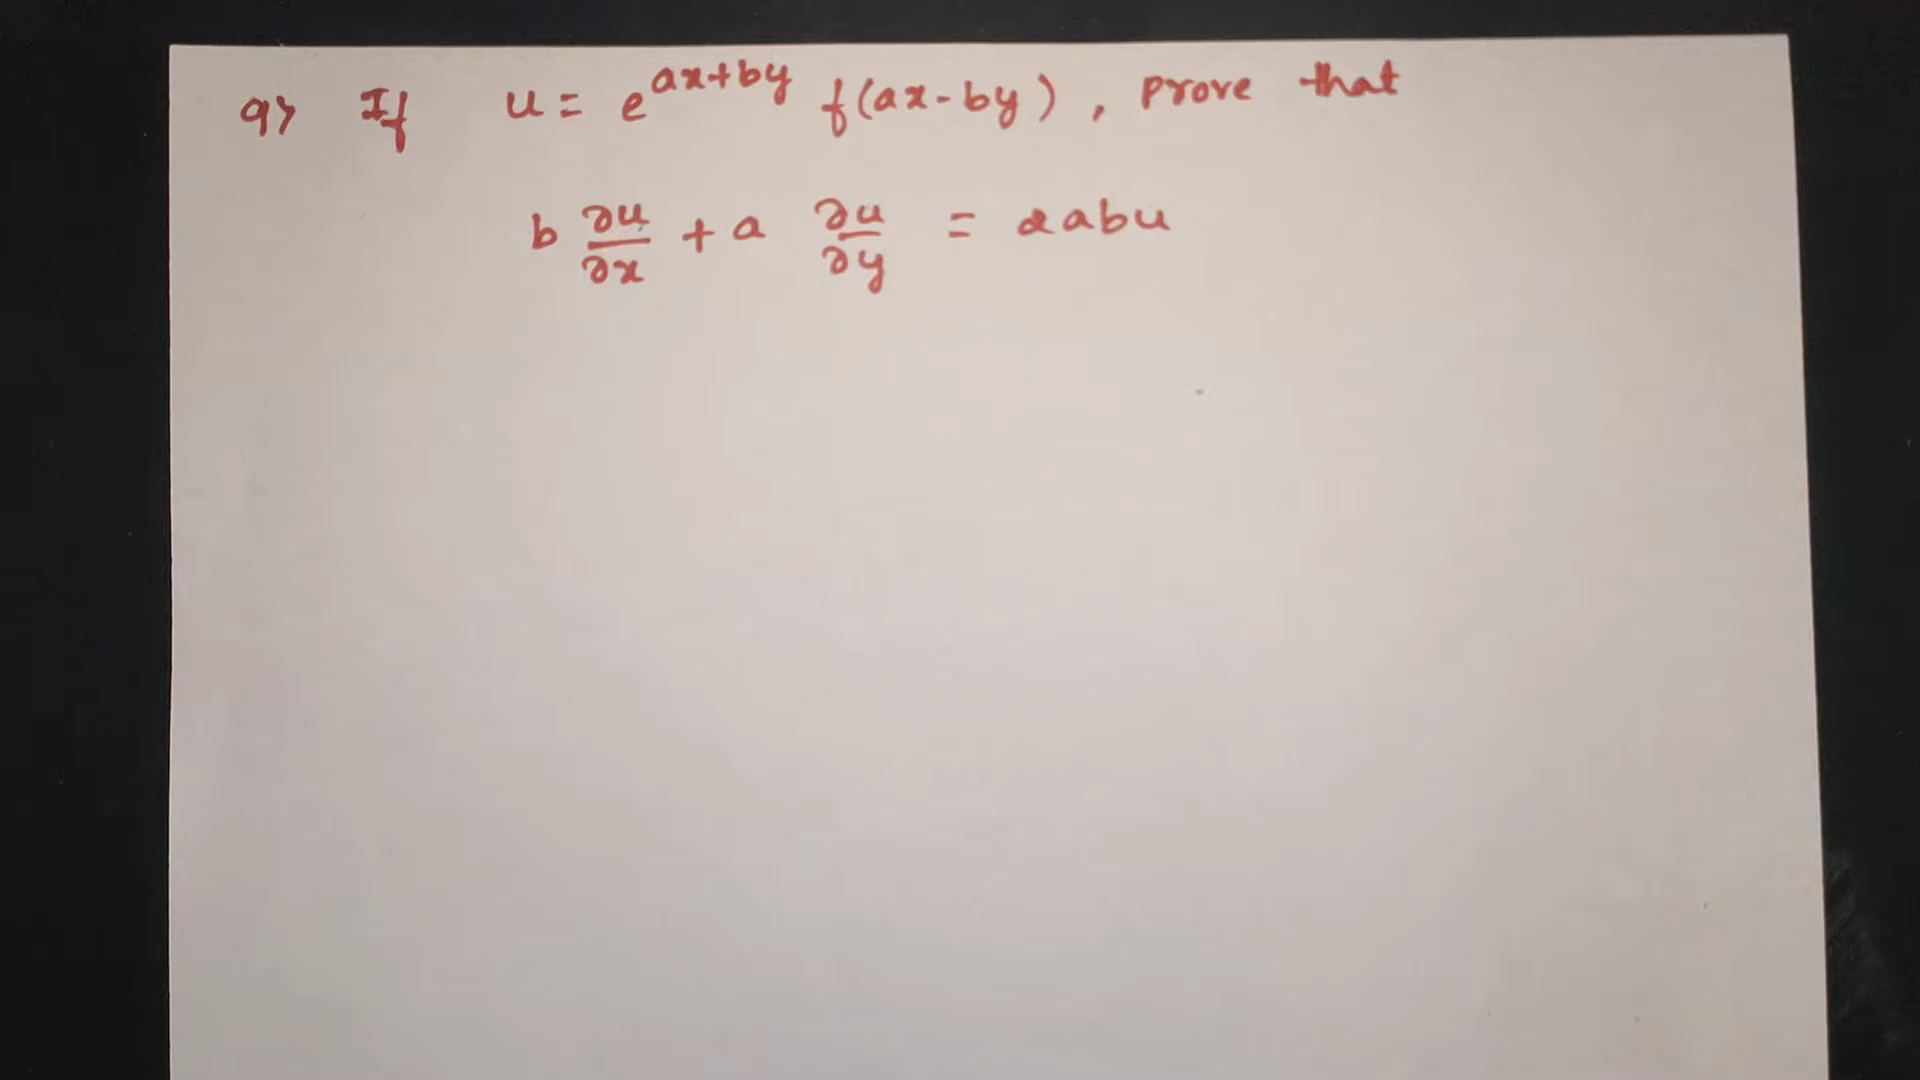 9> If u = e^{ax+by} f(ax-by), prove that
b ∂u/∂x + a ∂u/∂y = 2abu